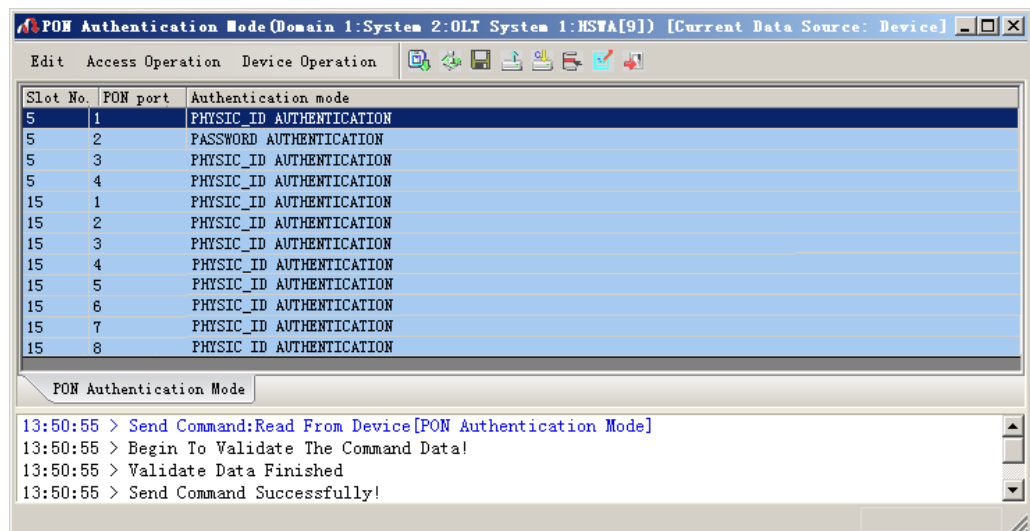 PON Authentication Mode(Domain 1:System 2:OLT System 1:HSWA[9]) [Current Data Source: Device]
Edit Access Operation Device Operation
Slot No. PON port Authentication mode
5 1 PHYSIC_ID AUTHENTICATION
5 2 PASSWORD AUTHENTICATION
5 3 PHYSIC_ID AUTHENTICATION
5 4 PHYSIC_ID AUTHENTICATION
15 1 PHYSIC_ID AUTHENTICATION
15 2 PHYSIC_ID AUTHENTICATION
15 3 PHYSIC_ID AUTHENTICATION
15 4 PHYSIC_ID AUTHENTICATION
15 5 PHYSIC_ID AUTHENTICATION
15 6 PHYSIC_ID AUTHENTICATION
15 7 PHYSIC_ID AUTHENTICATION
15 8 PHYSIC ID AUTHENTICATION
PON Authentication Mode
13:50:55 > Send Command:Read From Device[PON Authentication Mode]
13:50:55 > Begin To Validate The Command Data!
13:50:55 > Validate Data Finished
13:50:55 > Send Command Successfully!